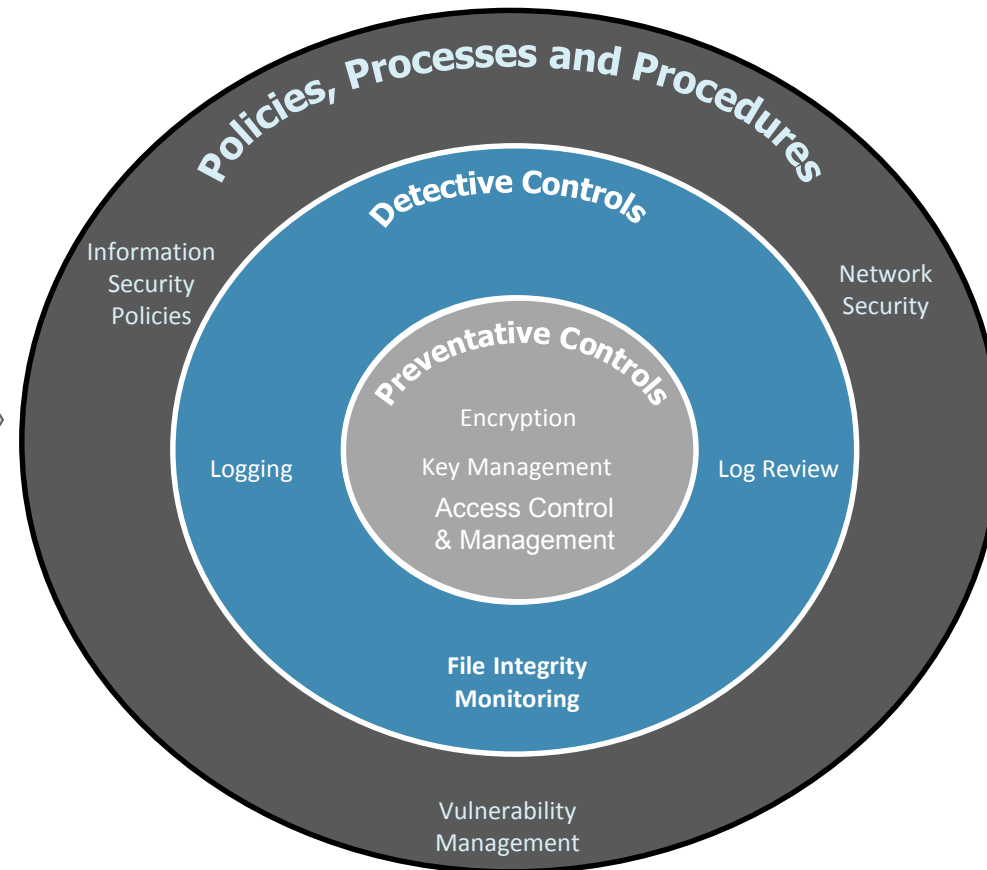 Policies, Processes and Procedures
Detective Controls
Information
Security
Policies
Network
Security
Preventative Controls
Encryption
Logging
Key Management
Log Review
Access Control
& Management
File Integrity
Monitoring
Vulnerability
Management